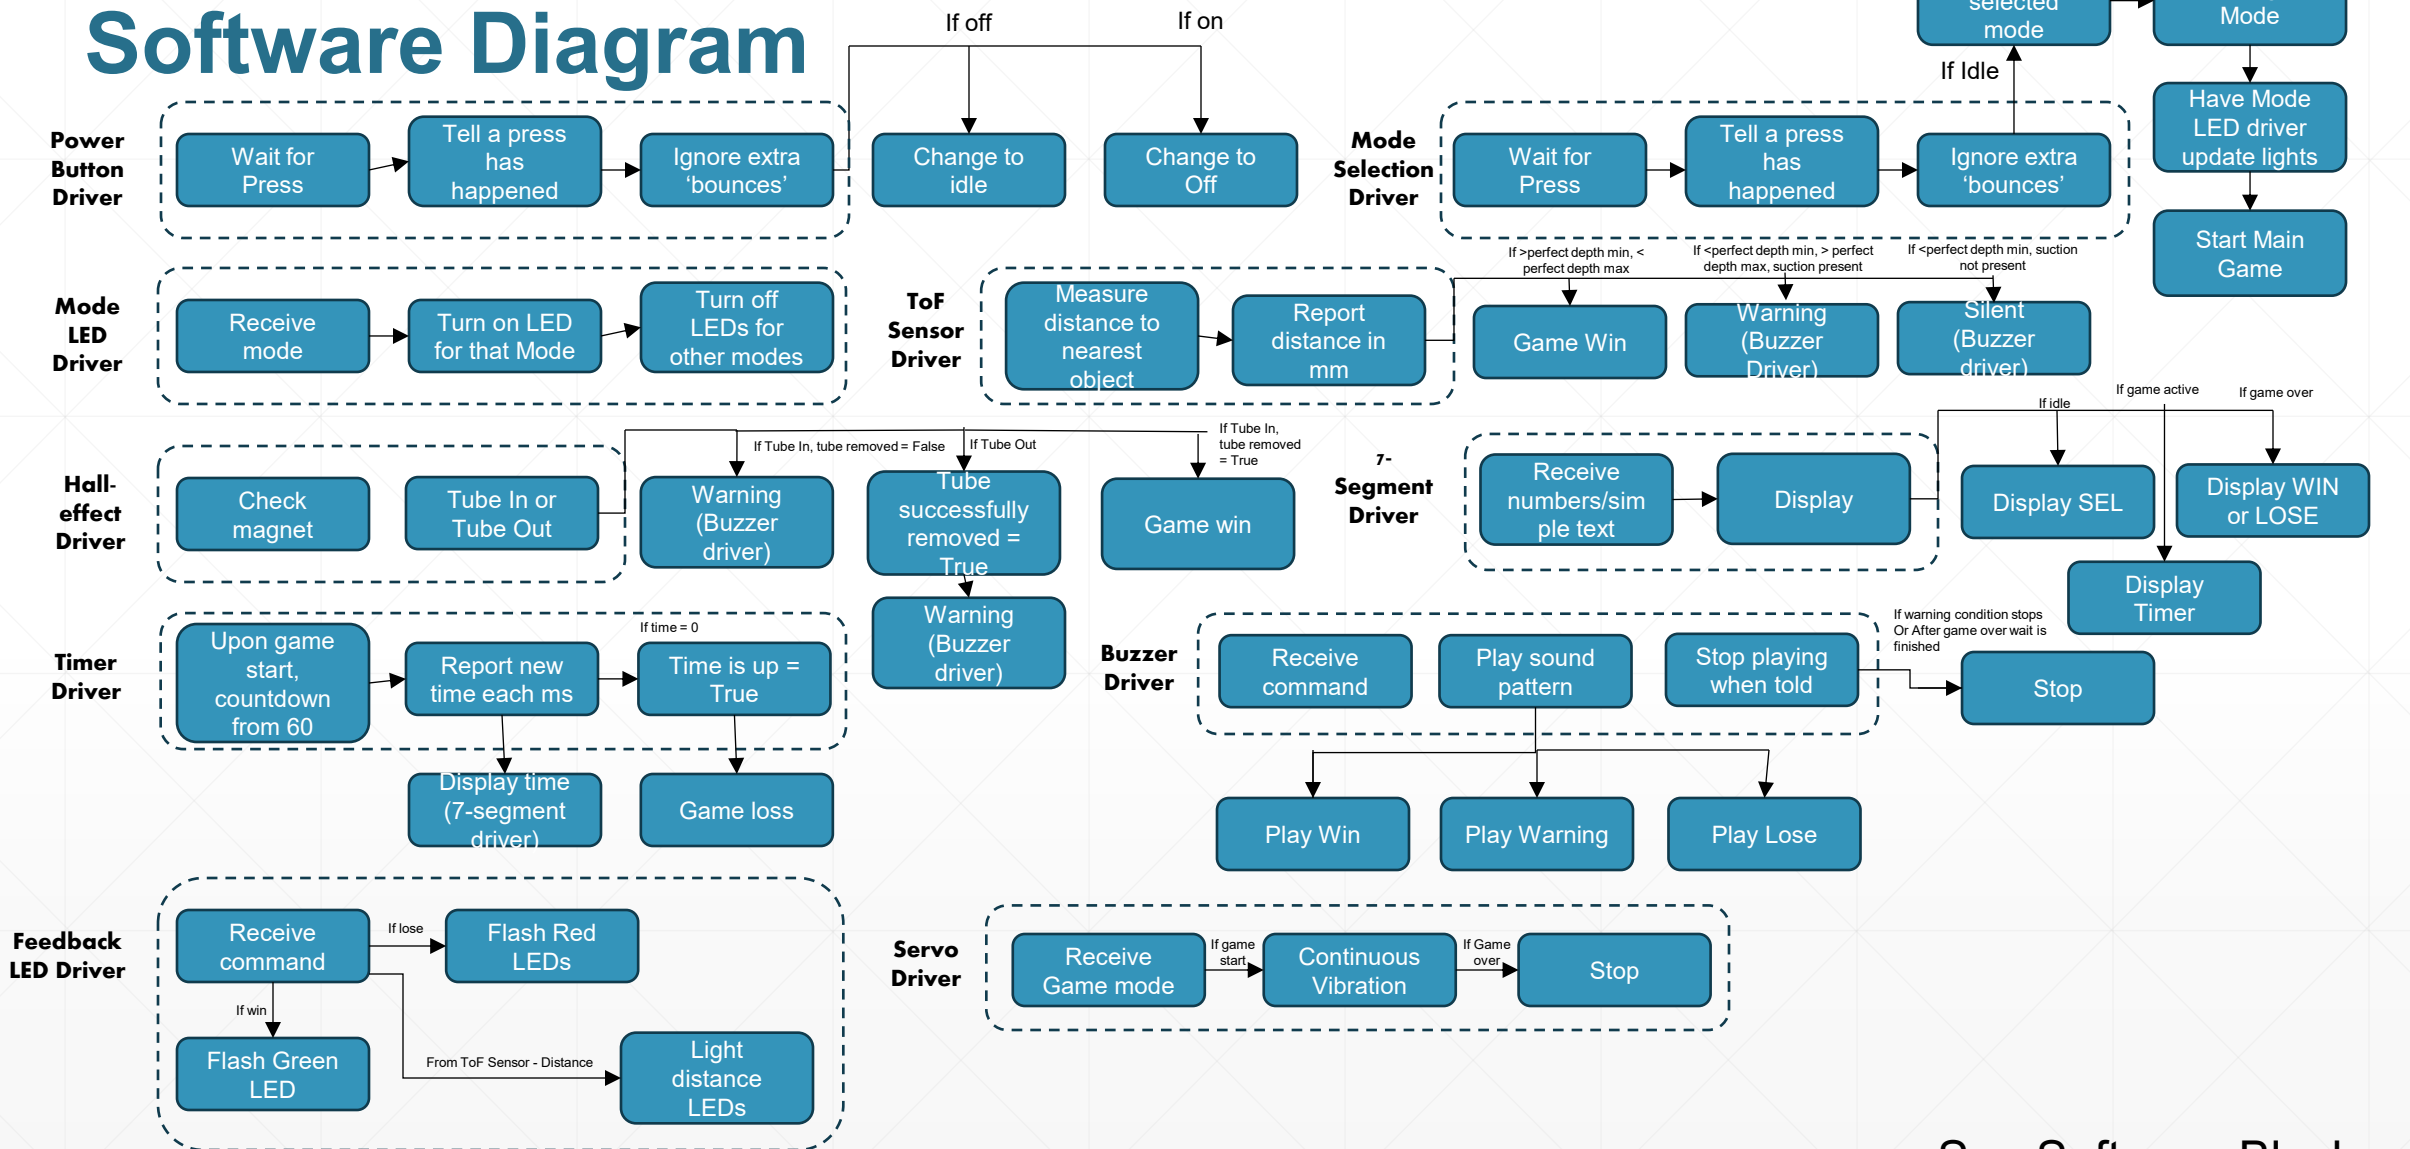 Software Diagram
If off
If on
selected
mode
Mode
If Idle
Have Mode
LED driver
update lights
Start Main
Game
Power
Button
Driver
Wait for
Press
Tell a press
has
happened
Ignore extra
‘bounces’
Change to
idle
Change to
Off
Mode
Selection
Driver
Wait for
Press
Tell a press
has
happened
Ignore extra
‘bounces’
Mode
LED
Driver
Receive
mode
Turn on LED
for that Mode
Turn off
LEDs for
other modes
ToF
Sensor
Driver
Measure
distance to
nearest
object
Report
distance in
mm
If >perfect depth min, <
perfect depth max
If <perfect depth min, > perfect
depth max, suction present
If <perfect depth min, suction
not present
Game Win
Warning
(Buzzer
Driver)
Silent
(Buzzer
driver)
Hall-
effect
Driver
Check
magnet
Tube In or
Tube Out
If Tube In, tube removed = False
If Tube Out
If Tube In,
tube removed
= True
Warning
(Buzzer
driver)
Tube
successfully
removed =
True
Game win
Warning
(Buzzer
driver)
7-
Segment
Driver
Receive
numbers/sim
ple text
Display
If idle
If game active
If game over
Display SEL
Display WIN
or LOSE
Display
Timer
Timer
Driver
Upon game
start,
countdown
from 60
Report new
time each ms
If time = 0
Time is up =
True
Display time
(7-segment
driver)
Game loss
Buzzer
Driver
Receive
command
Play sound
pattern
Stop playing
when told
If warning condition stops
Or After game over wait is
finished
Stop
Play Win
Play Warning
Play Lose
Feedback
LED Driver
Receive
command
If lose
Flash Red
LEDs
If win
Flash Green
LED
From ToF Sensor - Distance
Light
distance
LEDs
Servo
Driver
Receive
Game mode
If game
start
Continuous
Vibration
If Game
over
Stop